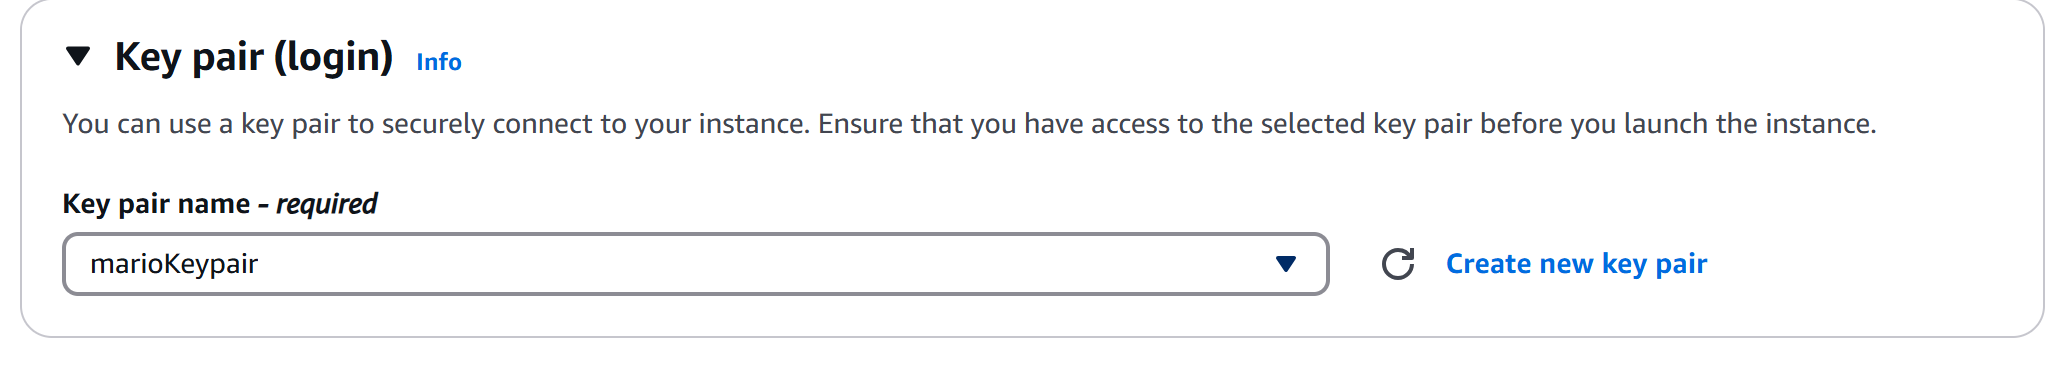 Key pair (login) Info
You can use a key pair to securely connect to your instance. Ensure that you have access to the selected key pair before you launch the instance.
Key pair name - required
marioKeypair
Create new key pair